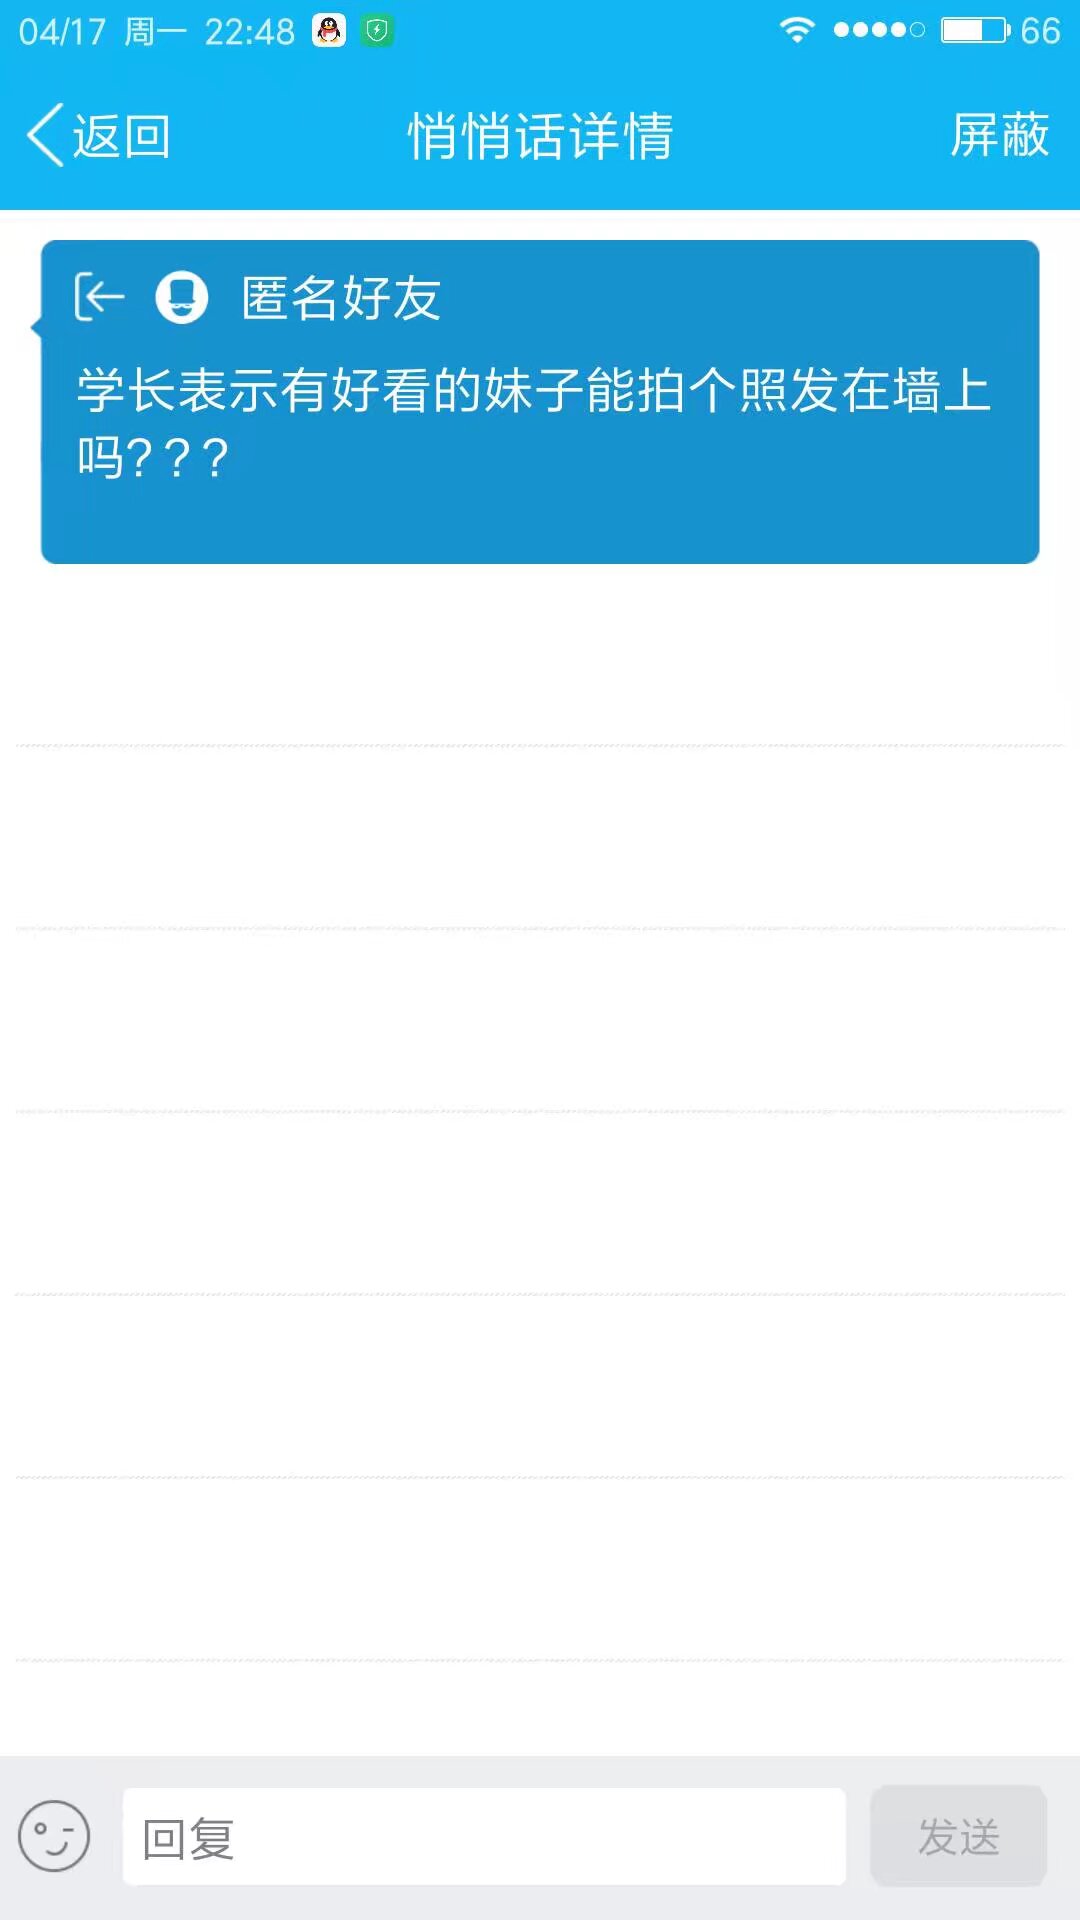 04/17 周一 22:48 66
返回 悄悄话详情 屏蔽
匿名好友
学长表示有好看的妹子能拍个照发在墙上
吗???
回复 发送